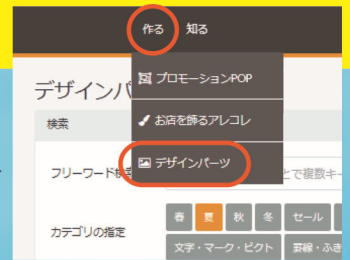 作る 知る
プロモーションPOP
お店を飾るアレコレ
デザインパーツ
デザインパ
検索
フリーワード検
とで複数キー
カテゴリの指定
春 夏 秋 冬 セール
文字・マーク・ピクト 罫線・ふき